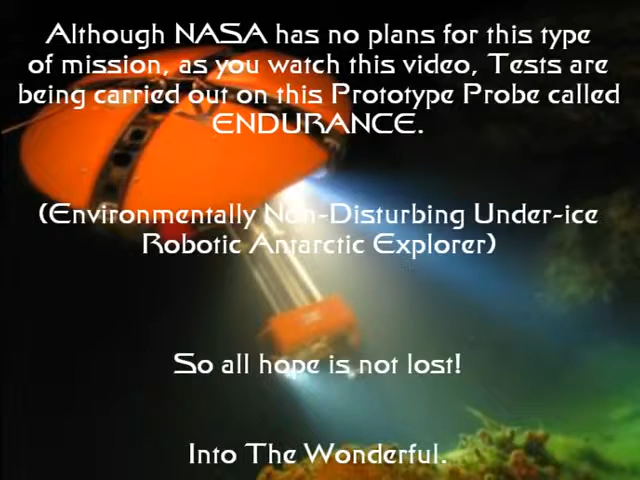 Although NASA has no plans for this type
of mission, as you watch this video, Tests are
being carried out on this Prototype Probe called
ENDURANCE.
(Environmentally Non-Disturbing Under-ice
Robotic Antarctic Explorer)
So all hope is not lost!
Into The Wonderful.